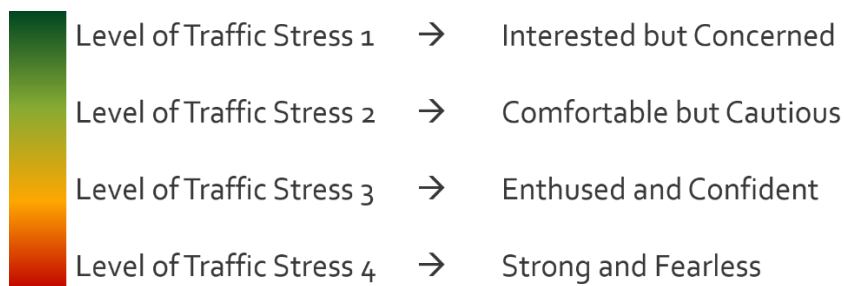 Level of Traffic Stress 1 → Interested but Concerned
Level of Traffic Stress 2 → Comfortable but Cautious
Level of Traffic Stress 3 → Enthused and Confident
Level of Traffic Stress 4 → Strong and Fearless